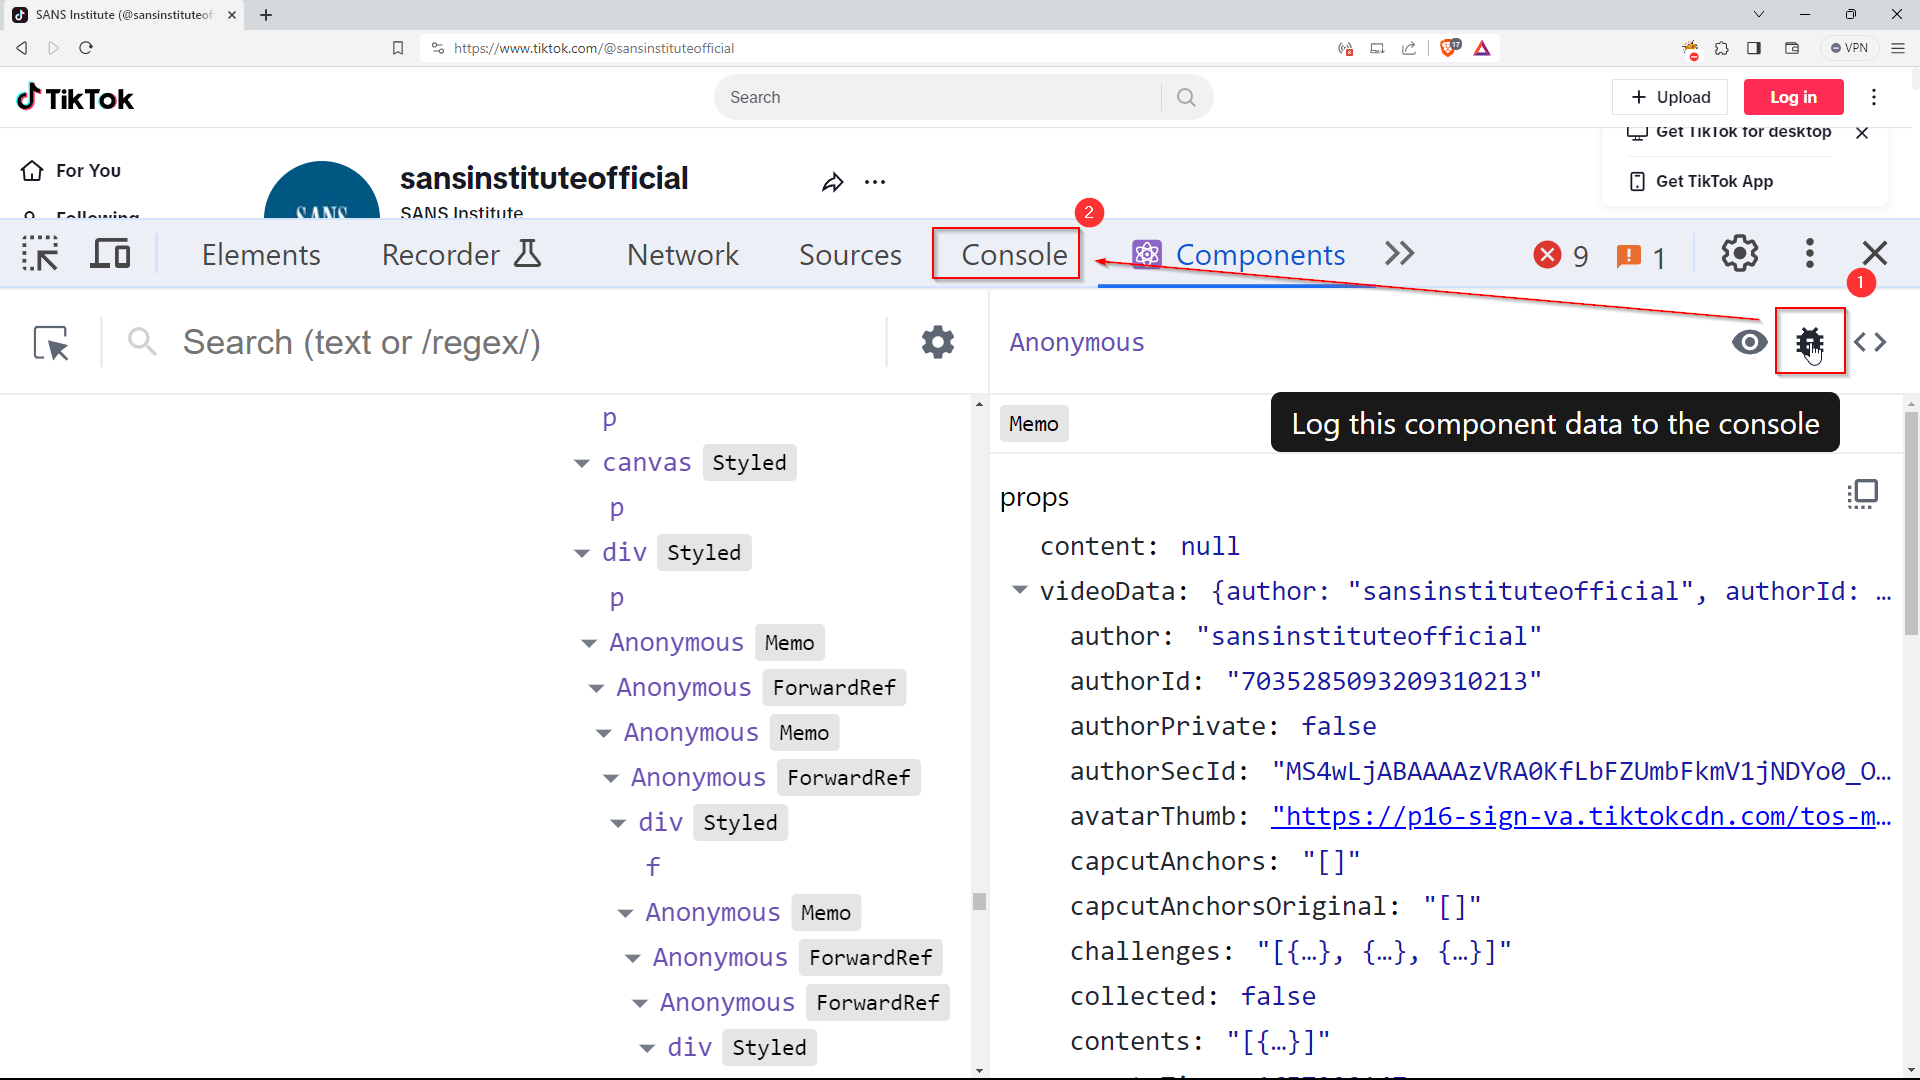 SANS Institute (@sansinstituteof
https://www.tiktok.com/@sansinstituteofficial
17
VPN
TikTok
Search
Upload
Log in
For You
sansinstituteofficial
Get TikTok for desktop
Get TikTok App
Following
SANS
SANS Institute
2
Elements
Recorder
Network
Sources
Console
Components
9
1
1
Search (text or /regex/)
Anonymous
Log this component data to the console
p
canvas Styled
p
div Styled
p
Anonymous Memo
Anonymous ForwardRef
Anonymous Memo
Anonymous ForwardRef
div Styled
f
Anonymous Memo
Anonymous ForwardRef
Anonymous ForwardRef
div Styled
Memo
props
content: null
videoData: {author: "sansinstituteofficial", authorId: …
author: "sansinstituteofficial"
authorId: "7035285093209310213"
authorPrivate: false
authorSecId: "MS4wLjABAAAAzVRA0KfLbFZUmbFkmV1jNDYo0_O…
avatarThumb: "https://p16-sign-va.tiktokcdn.com/tos-m…
capcutAnchors: "[]"
capcutAnchorsOriginal: "[]"
challenges: "[{…}, {…}, {…}]"
collected: false
contents: "[{…}]"